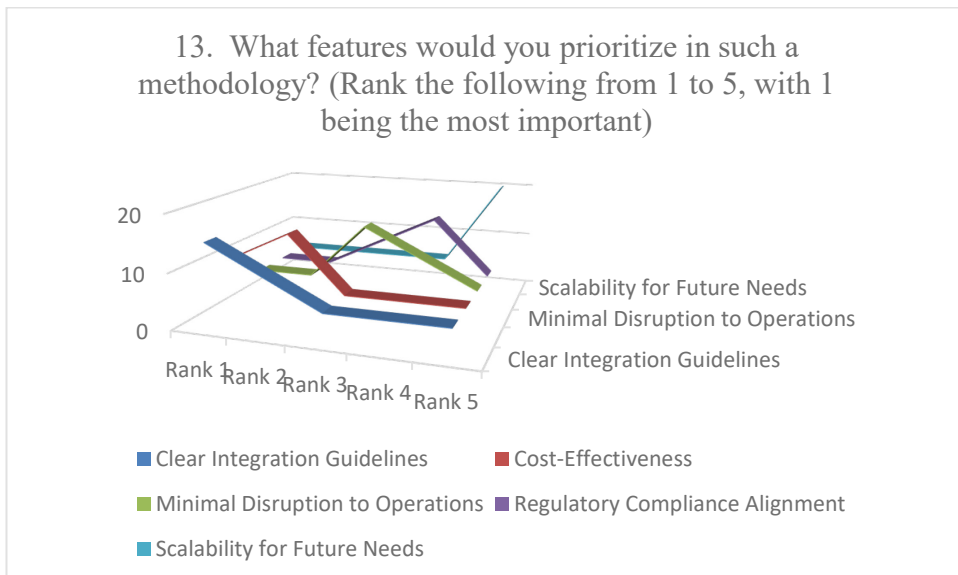 13. What features would you prioritize in such a
methodology? (Rank the following from 1 to 5, with 1
being the most important)
20
10
0
Rank 1
Rank 2
Rank 3
Rank 4
Rank 5
Scalability for Future Needs
Minimal Disruption to Operations
Clear Integration Guidelines
Clear Integration Guidelines
Cost-Effectiveness
Minimal Disruption to Operations
Regulatory Compliance Alignment
Scalability for Future Needs